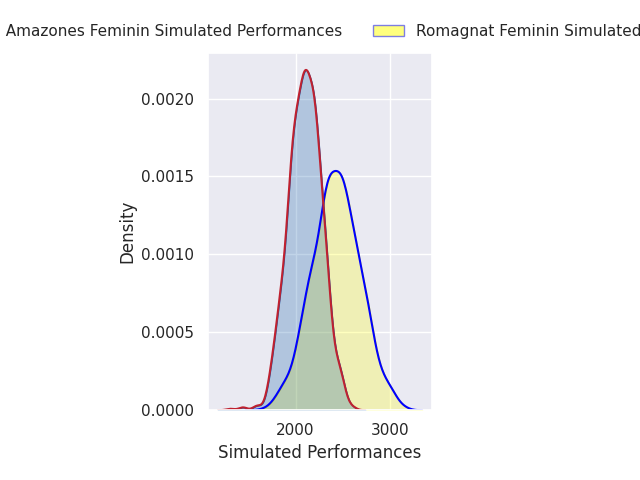 Amazones Feminin Simulated Performances
Romagnat Feminin Simulated
0.0020
0.0015
0.0010
0.0005
0.0000
Density
2000
3000
Simulated Performances